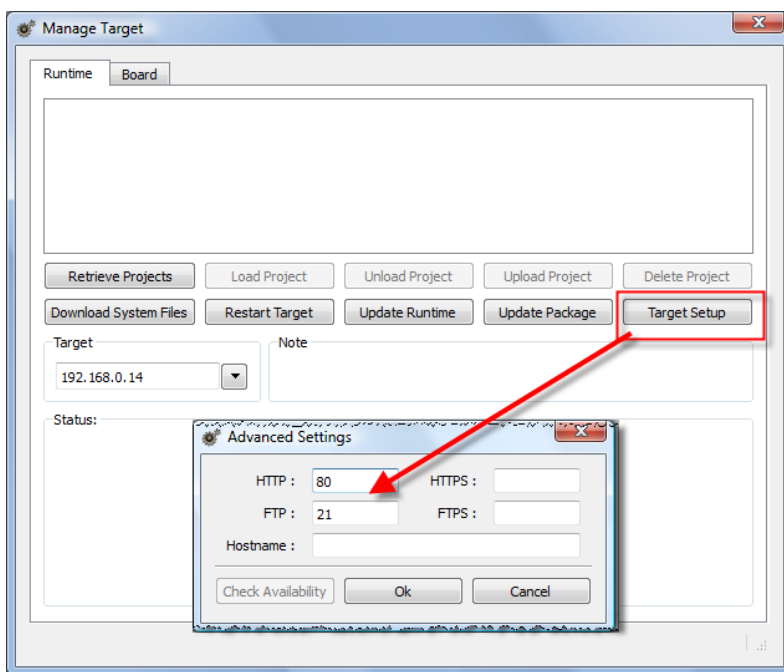 Manage Target
Runtime Board
Retrieve Projects Load Project Unload Project Upload Project Delete Project
Download System Files Restart Target Update Runtime Update Package Target Setup
Target Note
192.168.0.14
Status:
Advanced Settings
HTTP : 80 HTTPS :
FTP : 21 FTPS :
Hostname :
Check Availability Ok Cancel